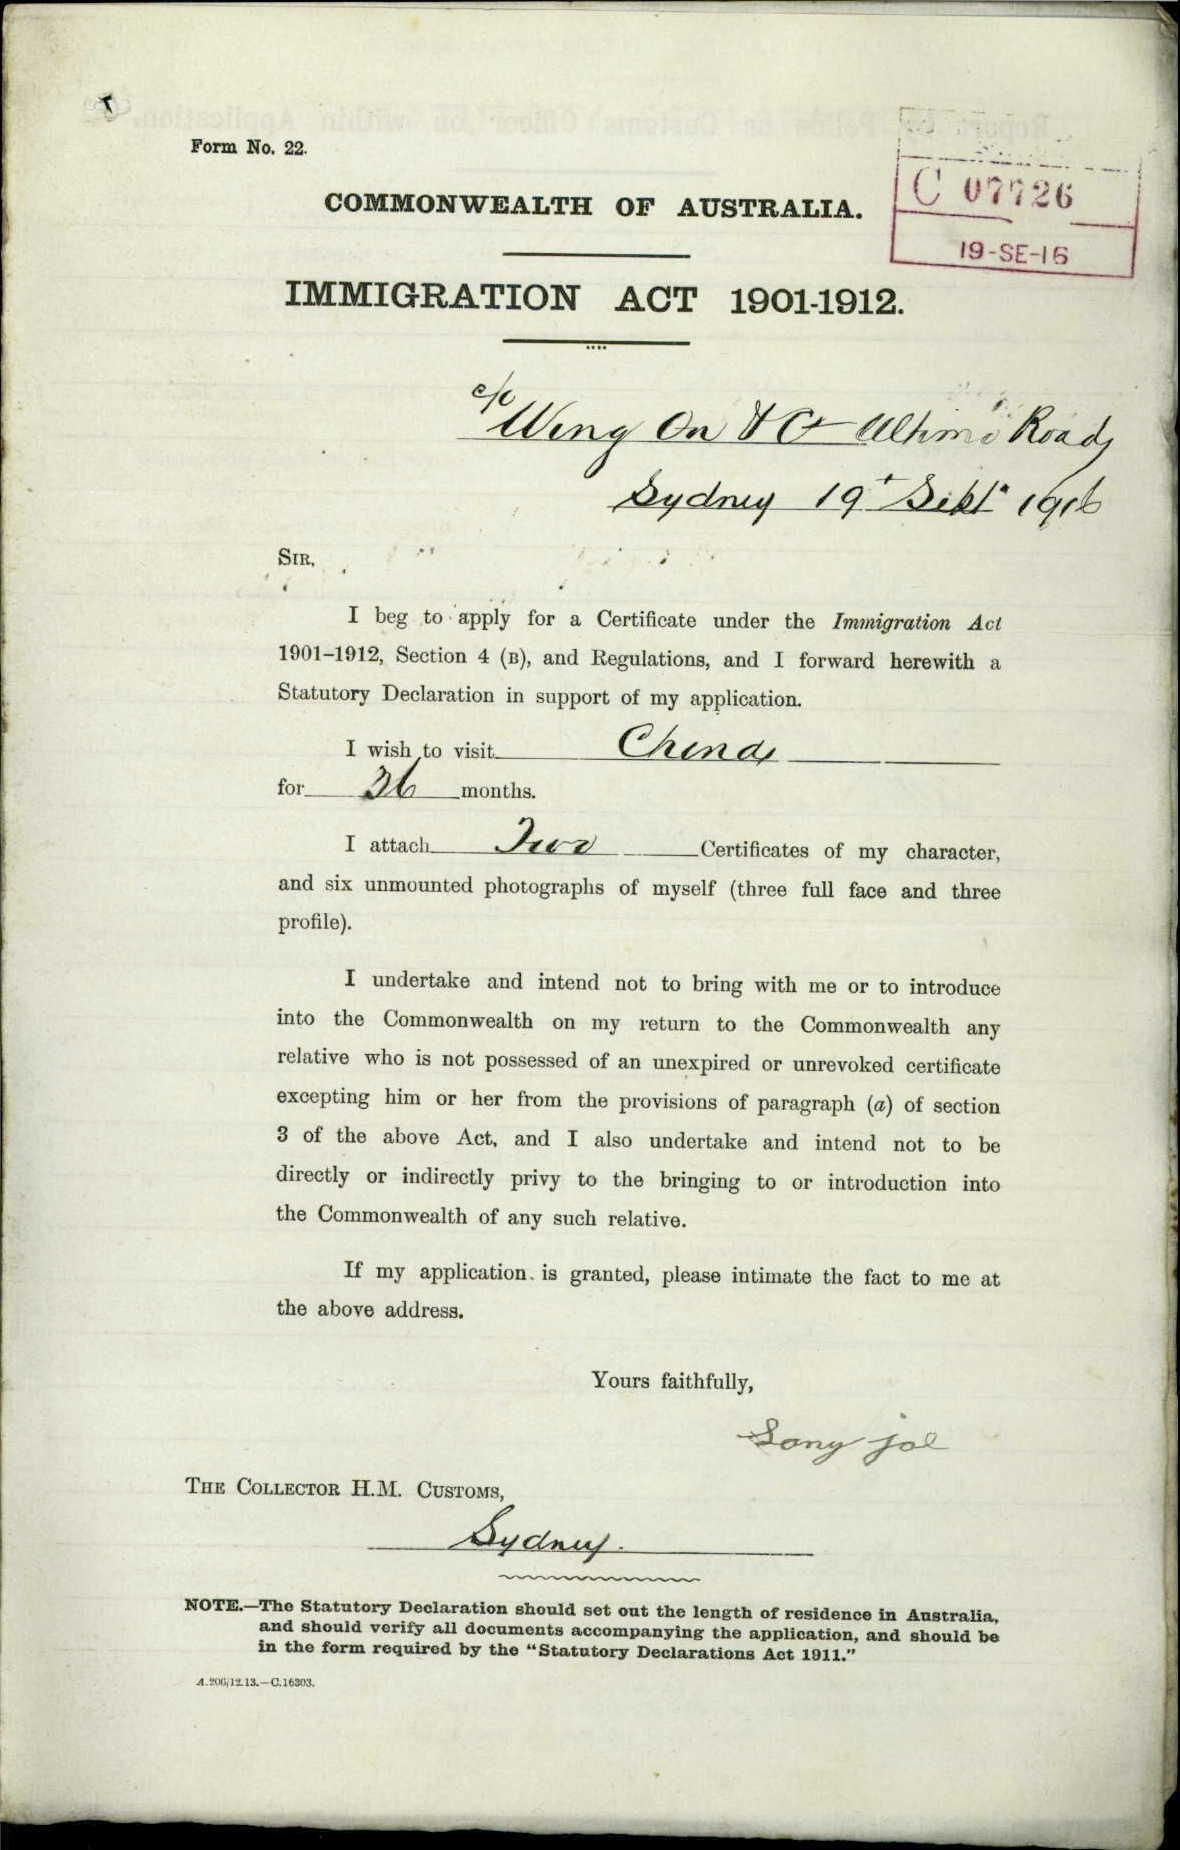 Form No. 22.
COMMONWEALTH OF AUSTRALIA.
C 07726
19-SE-16
IMMIGRATION ACT 1901-1912.
c/o
Wing On & Co Ultimo Road
Sydney 19t Sept. 1916
SIR,
I beg to apply for a Certificate under the Immigration Act
1901–1912, Section 4 (B), and Regulations, and I forward herewith a
Statutory Declaration in support of my application.
I wish to visit China
for 36 months.
I attach Two Certificates of my character,
and six unmounted photographs of myself (three full face and three
profile).
I undertake and intend not to bring with me or to introduce
into the Commonwealth on my return to the Commonwealth any
relative who is not possessed of an unexpired or unrevoked certificate
excepting him or her from the provisions of paragraph (a) of section
3 of the above Act, and I also undertake and intend not to be
directly or indirectly privy to the bringing to or introduction into
the Commonwealth of any such relative.
If my application is granted, please intimate the fact to me at
the above address.
Yours faithfully,
Song joe
THE COLLECTOR H.M. CUSTOMS,
Sydney.
NOTE.—The Statutory Declaration should set out the length of residence in Australia,
and should verify all documents accompanying the application, and should be
in the form required by the “Statutory Declarations Act 1911.”
A.206/12.13.—C.16303.